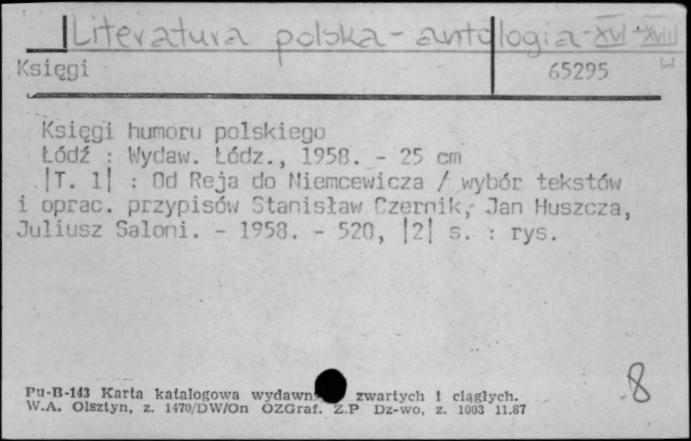 Literatura polska - antologia - XVI - XVIII w
Księgi 65295
Księgi humoru polskiego
Łódź : Wydaw. Łódz., 1958. - 25 cm
|T. 1| : Od Reja do Niemcewicza / wybór tekstów
i oprac. przypisów Stanisław Czernik, Jan Huszcza,
Juliusz Saloni. - 1958. - 520, |2| s. : rys.
8
Pu-B-143 Karta katalogowa wydawn zwartych i ciągłych.
W.A. Olsztyn, z. 1470/DW/On OZGraf. Z.P Dz-wo, z. 1003 11.87